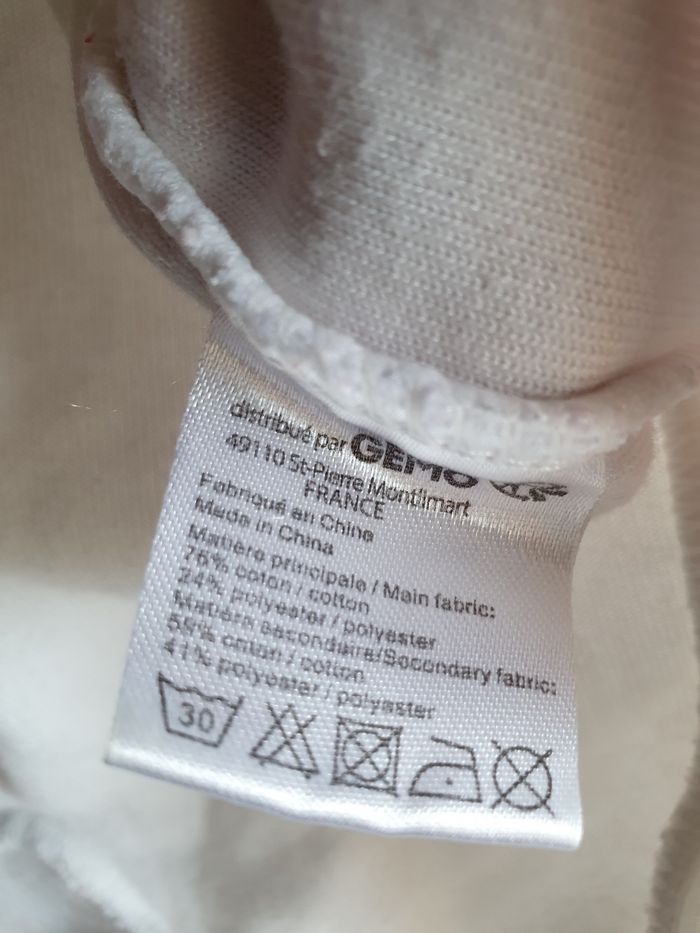 distribué par GEMO
49110 St-Pierre Montlimart
FRANCE
Fabriqué en Chine
Made in China
Matière principale / Main fabric:
76% coton / cotton
24% polyester / polyester
Matière secondaire/Secondary fabric:
59% coton / cotton
41% polyester / polyester
30